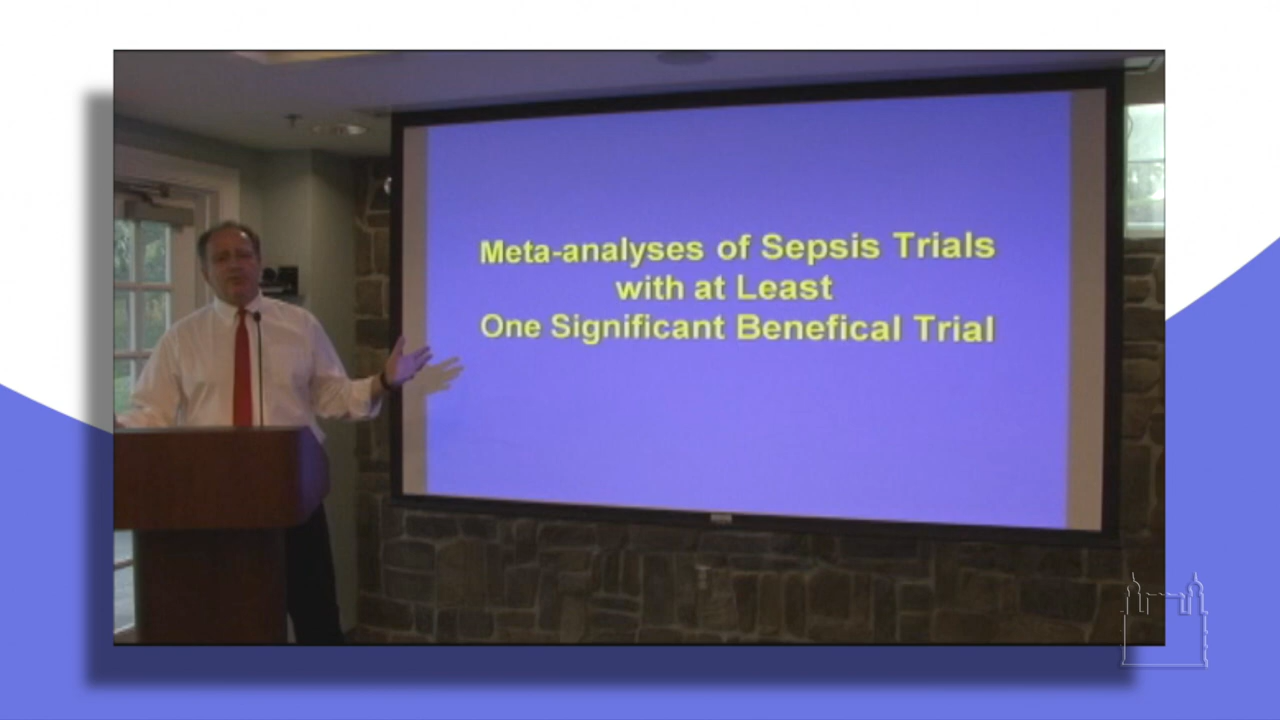 Meta-analyses of Sepsis Trials
with at Least
One Significant Benefical Trial